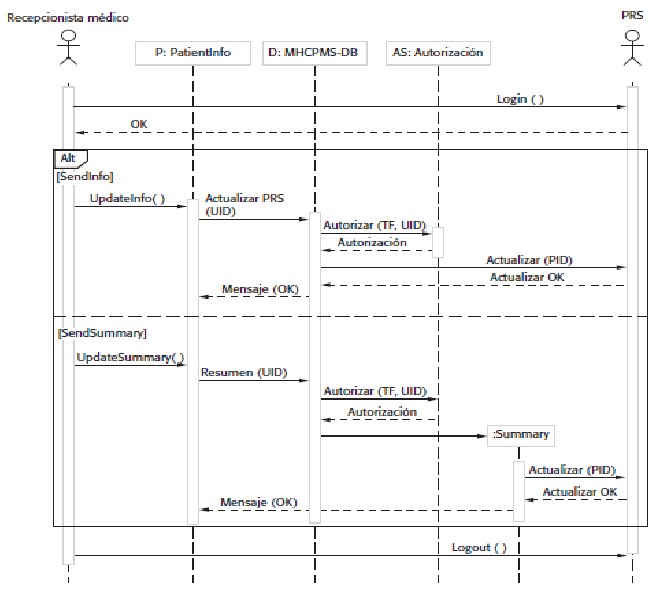 Recepcionista médico
PRS
P: PatientInfo
D: MHCPMS-DB
AS: Autorización
Login ( )
OK
Alt
[SendInfo]
UpdateInfo( )
Actualizar PRS
(UID)
Autorizar (TF, UID)
Autorización
Actualizar (PID)
Actualizar OK
Mensaje (OK)
[SendSummary]
UpdateSummary( )
Resumen (UID)
Autorizar (TF, UID)
Autorización
:Summary
Actualizar (PID)
Actualizar OK
Mensaje (OK)
Logout ( )